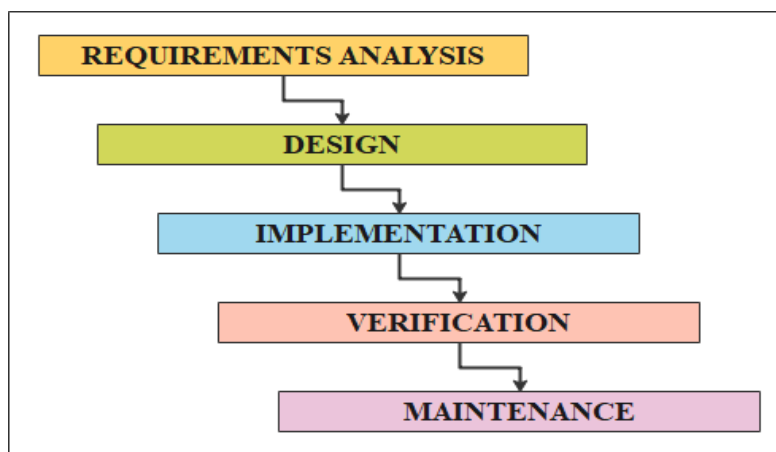 REQUIREMENTS ANALYSIS
DESIGN
IMPLEMENTATION
VERIFICATION
MAINTENANCE